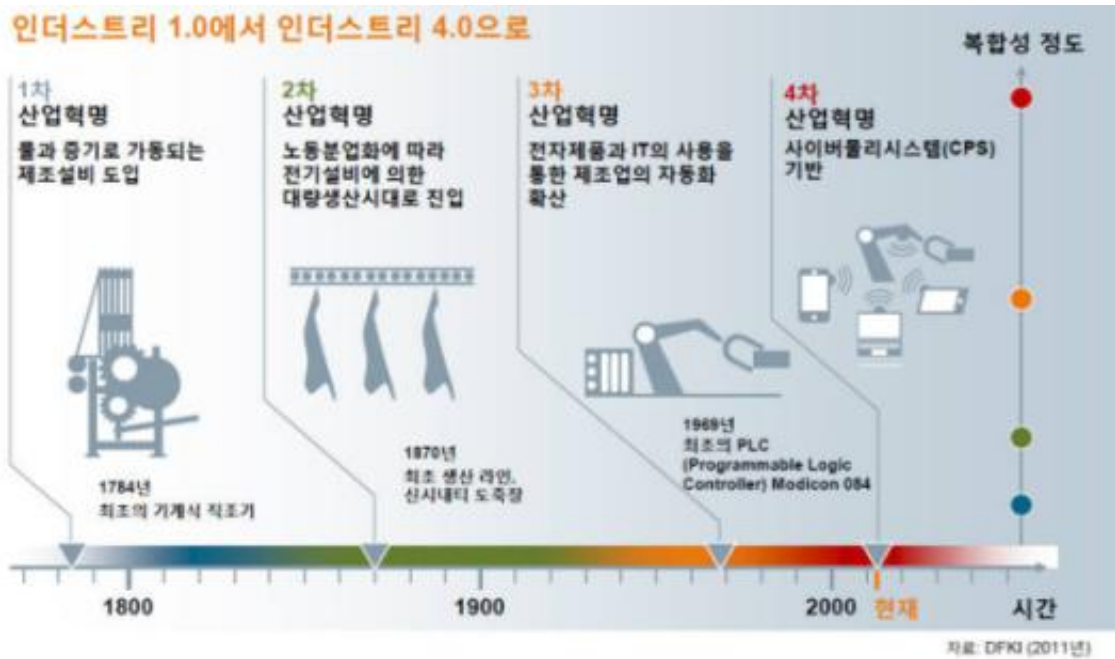 인더스트리 1.0에서 인더스트리 4.0으로
복합성 정도
1차
산업혁명
물과 증기로 가동되는
제조설비 도입
2차
산업혁명
노동분업화에 따라
전기설비에 의한
대량생산시대로 진입
3차
산업혁명
전자제품과 IT의 사용을
통한 제조업의 자동화
확산
4차
산업혁명
사이버물리시스템(CPS)
기반
1784년
최초의 기계식 직조기
1870년
최초 생산 라인,
신시내티 도축장
1969년
최초의 PLC
(Programmable Logic
Controller) Modicon 084
1800
1900
2000
현재
시간
자료: DFKI (2011년)